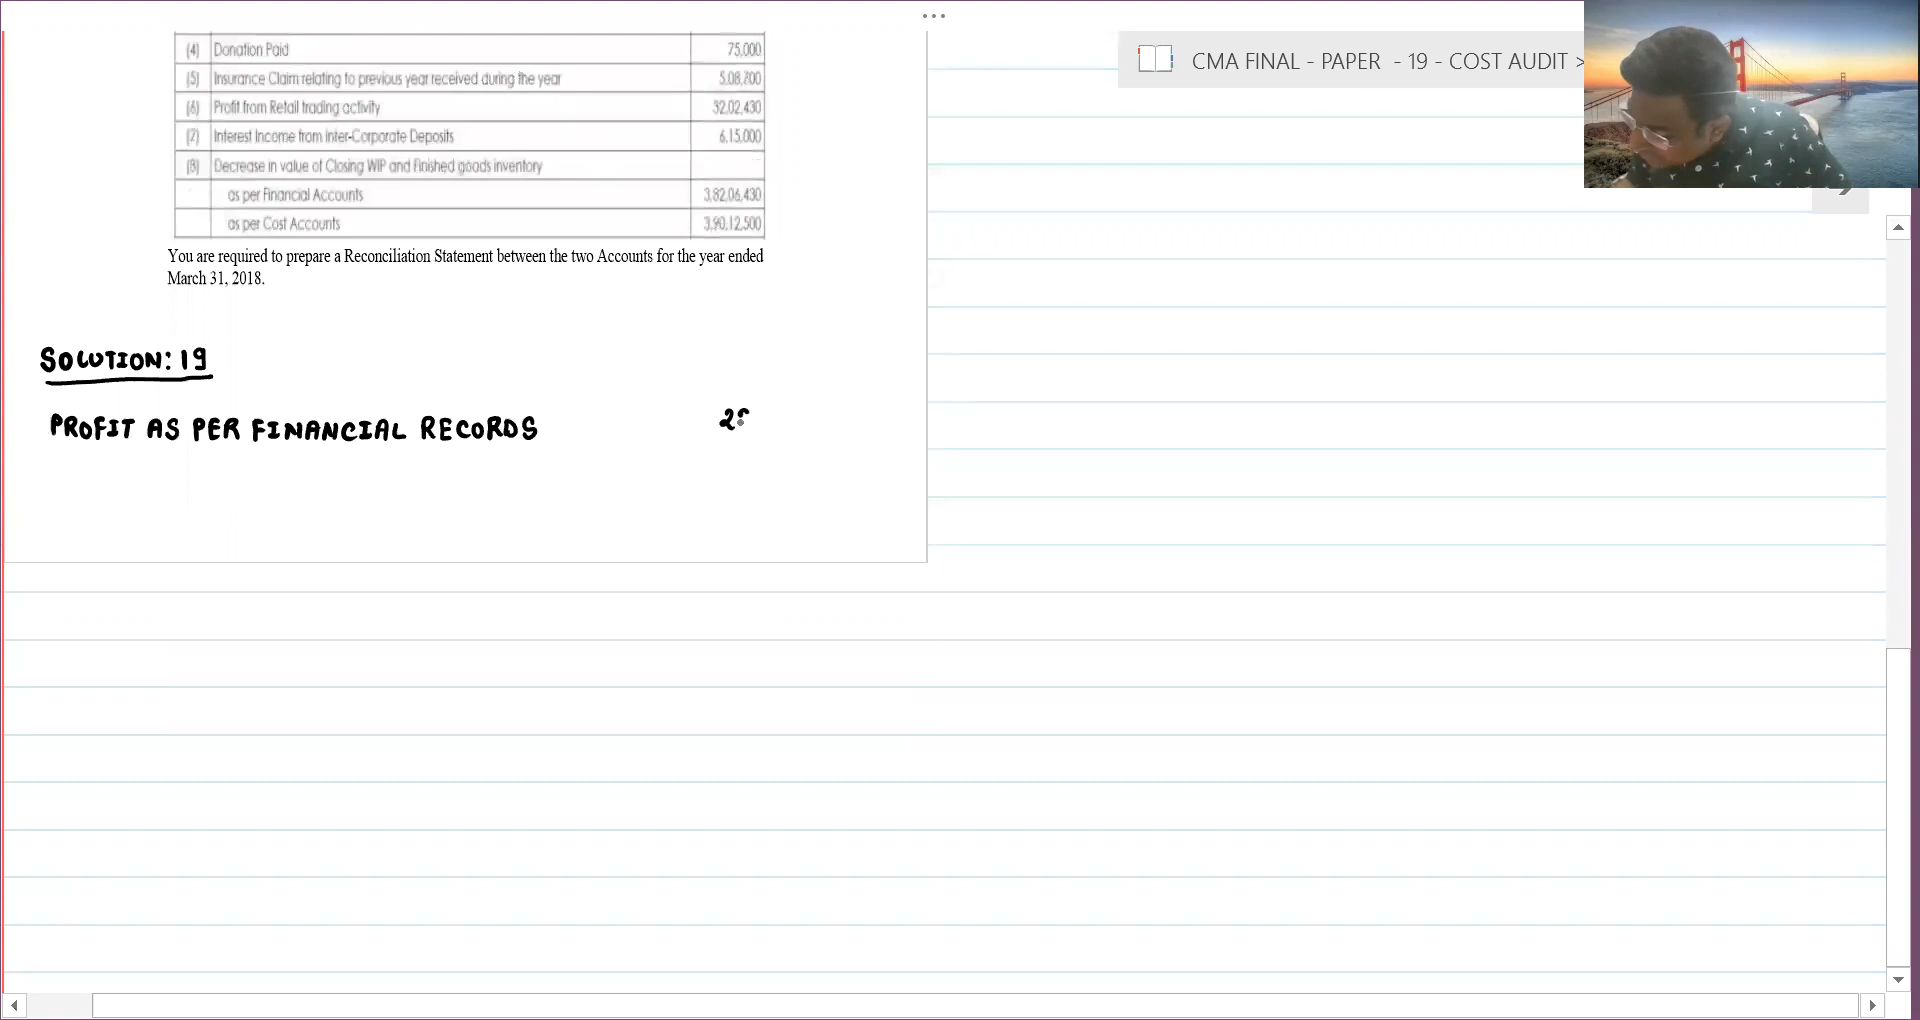 (4) Donation Paid 75,000
CMA FINAL - PAPER - 19 - COST AUDIT >
(5) Insurance Claim relating to previous year received during the year 5,08,700
(6) Profit from Retail trading activity 32,02,430
(7) Interest Income from Inter-Corporate Deposits 6,15,000
(8) Decrease in value of Closing WIP and Finished goods inventory
as per Financial Accounts 3,82,06,430
as per Cost Accounts 3,90,12,500
You are required to prepare a Reconciliation Statement between the two Accounts for the year ended
March 31, 2018.
SOLUTION: 19
PROFIT AS PER FINANCIAL RECORDS